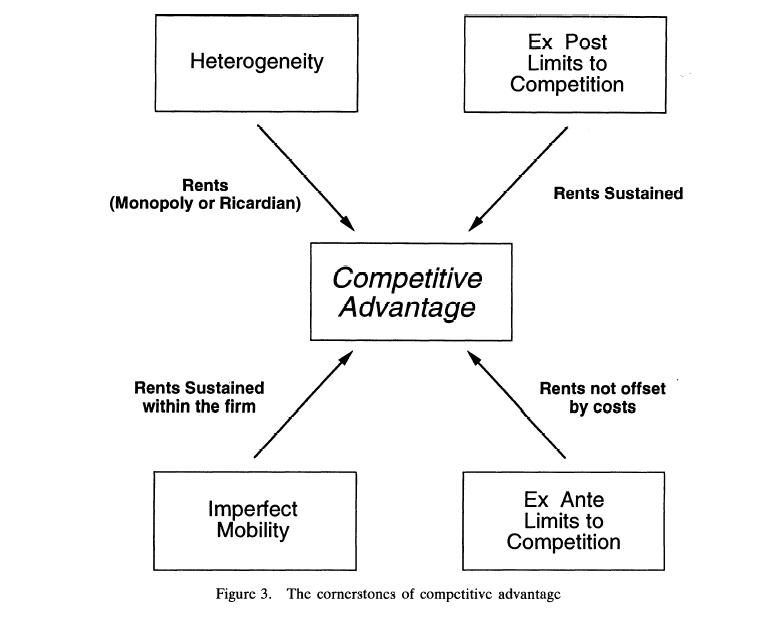 Heterogeneity
Ex Post
Limits to
Competition
Rents
(Monopoly or Ricardian)
Rents Sustained
Competitive
Advantage
Rents Sustained
within the firm
Rents not offset
by costs
Imperfect
Mobility
Ex Ante
Limits to
Competition
Figure 3. The cornerstones of competitive advantage